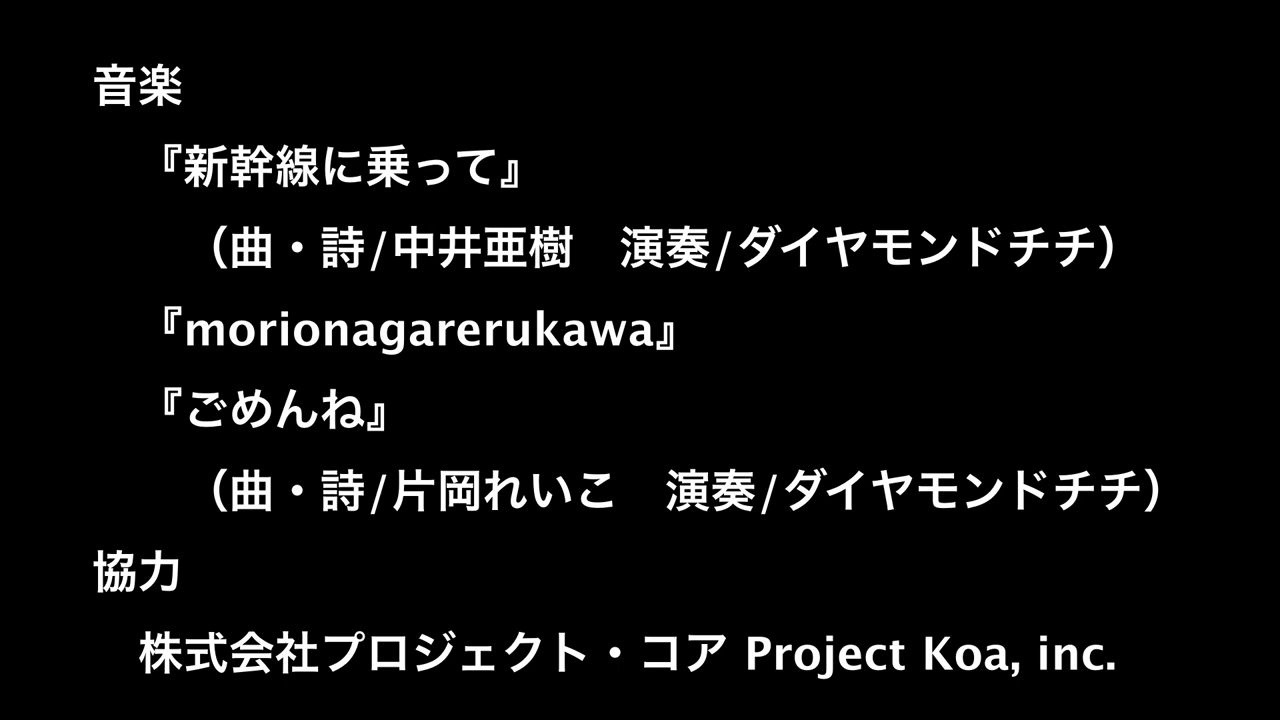 音楽
『新幹線に乗って』
（曲・詩/中井亜樹　演奏/ダイヤモンドチチ）
『morionagarerukawa』
『ごめんね』
（曲・詩/片岡れいこ　演奏/ダイヤモンドチチ）
協力
株式会社プロジェクト・コア Project Koa, inc.